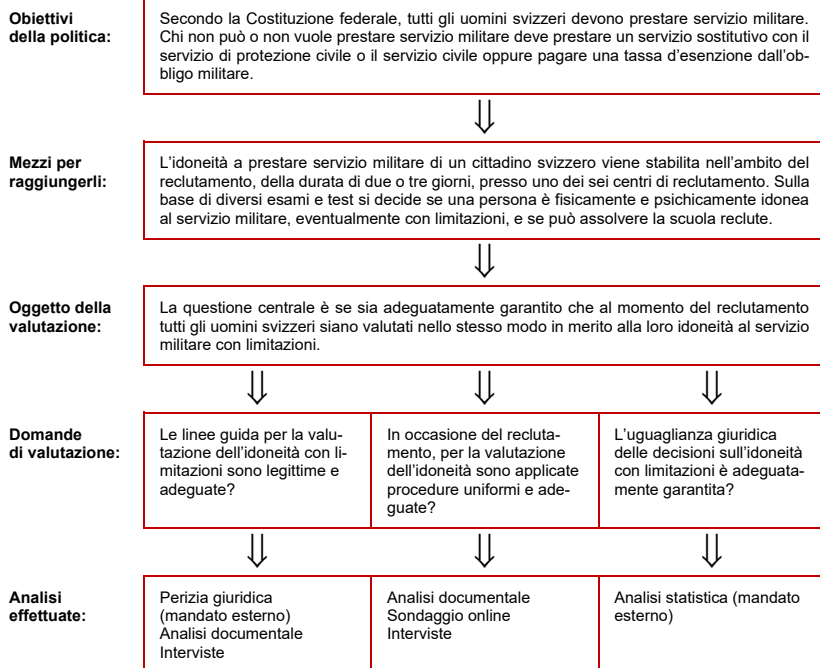 Obiettivi
della politica:
Secondo la Costituzione federale, tutti gli uomini svizzeri devono prestare servizio militare.
Chi non può o non vuole prestare servizio militare deve prestare un servizio sostitutivo con il
servizio di protezione civile o il servizio civile oppure pagare una tassa d'esenzione dall'ob-
bligo militare.
⇓
Mezzi per
raggiungerli:
L'idoneità a prestare servizio militare di un cittadino svizzero viene stabilita nell'ambito del
reclutamento, della durata di due o tre giorni, presso uno dei sei centri di reclutamento. Sulla
base di diversi esami e test si decide se una persona è fisicamente e psichicamente idonea
al servizio militare, eventualmente con limitazioni, e se può assolvere la scuola reclute.
⇓
Oggetto della
valutazione:
La questione centrale è se sia adeguatamente garantito che al momento del reclutamento
tutti gli uomini svizzeri siano valutati nello stesso modo in merito alla loro idoneità al servizio
militare con limitazioni.
⇓ ⇓ ⇓
Domande
di valutazione:
Le linee guida per la valu-
tazione dell'idoneità con li-
mitazioni sono legittime e
adeguate?
In occasione del recluta-
mento, per la valutazione
dell'idoneità sono applicate
procedure uniformi e ade-
guate?
L'uguaglianza giuridica
delle decisioni sull'idoneità
con limitazioni è adeguata-
mente garantita?
⇓ ⇓ ⇓
Analisi
effettuate:
Perizia giuridica
(mandato esterno)
Analisi documentale
Interviste
Analisi documentale
Sondaggio online
Interviste
Analisi statistica (mandato
esterno)